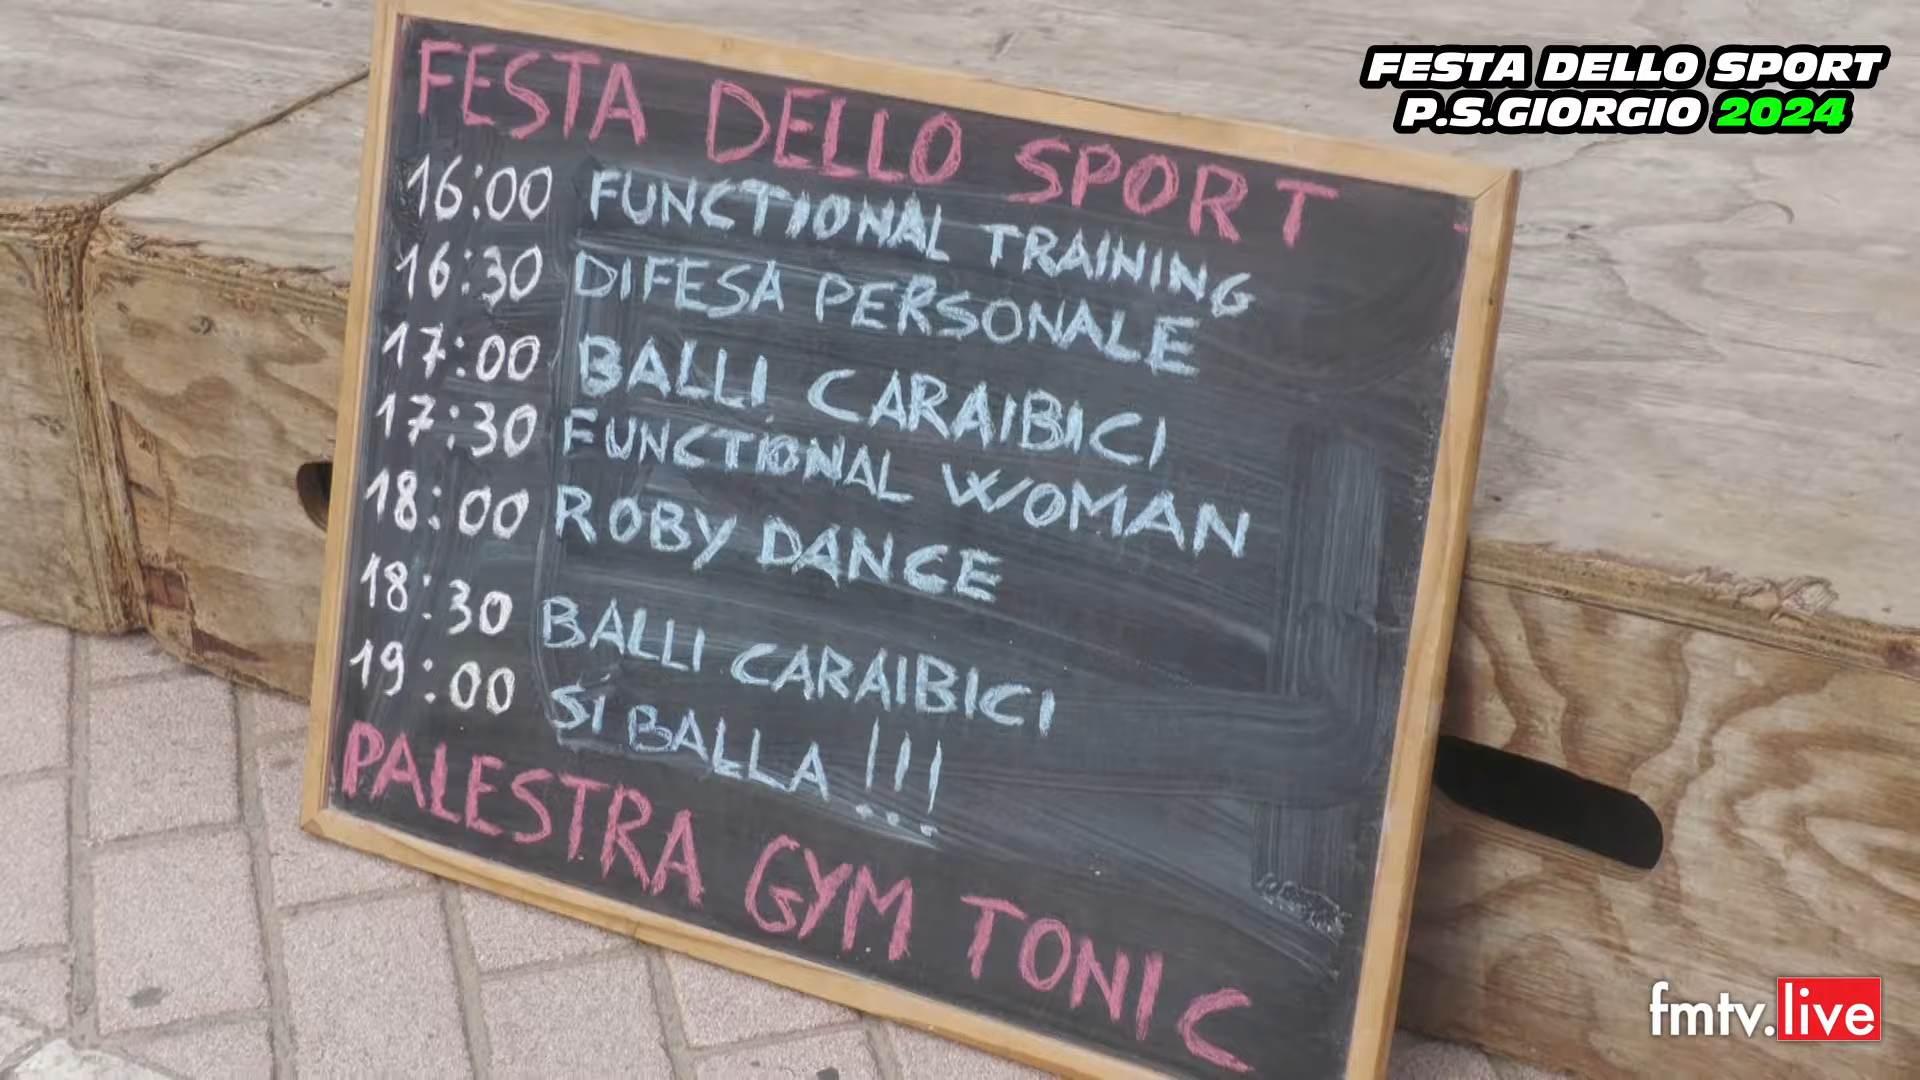 FESTA DELLO SPORT
P.S.GIORGIO 2024
FESTA DELLO SPORT
16:00 FUNCTIONAL TRAINING
16:30 DIFESA PERSONALE
17:00 BALLI CARAIBICI
17:30 FUNCTIONAL WOMAN
18:00 ROBY DANCE
18:30 BALLI CARAIBICI
19:00 SI BALLA!!!
PALESTRA GYM TONIC
fmtv.live